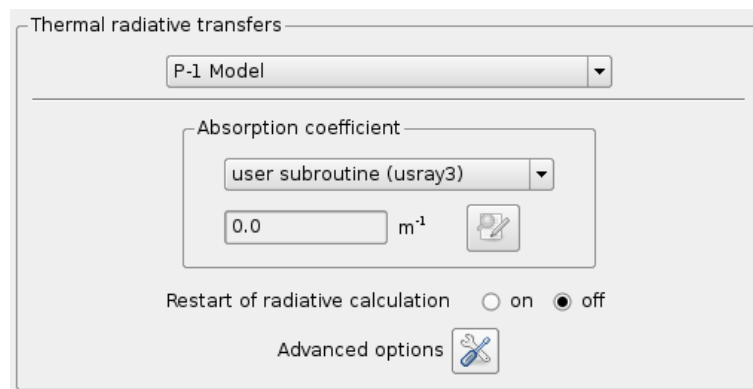 Thermal radiative transfers
P-1 Model
Absorption coefficient
user subroutine (usray3)
0.0 m⁻¹
Restart of radiative calculation on off
Advanced options